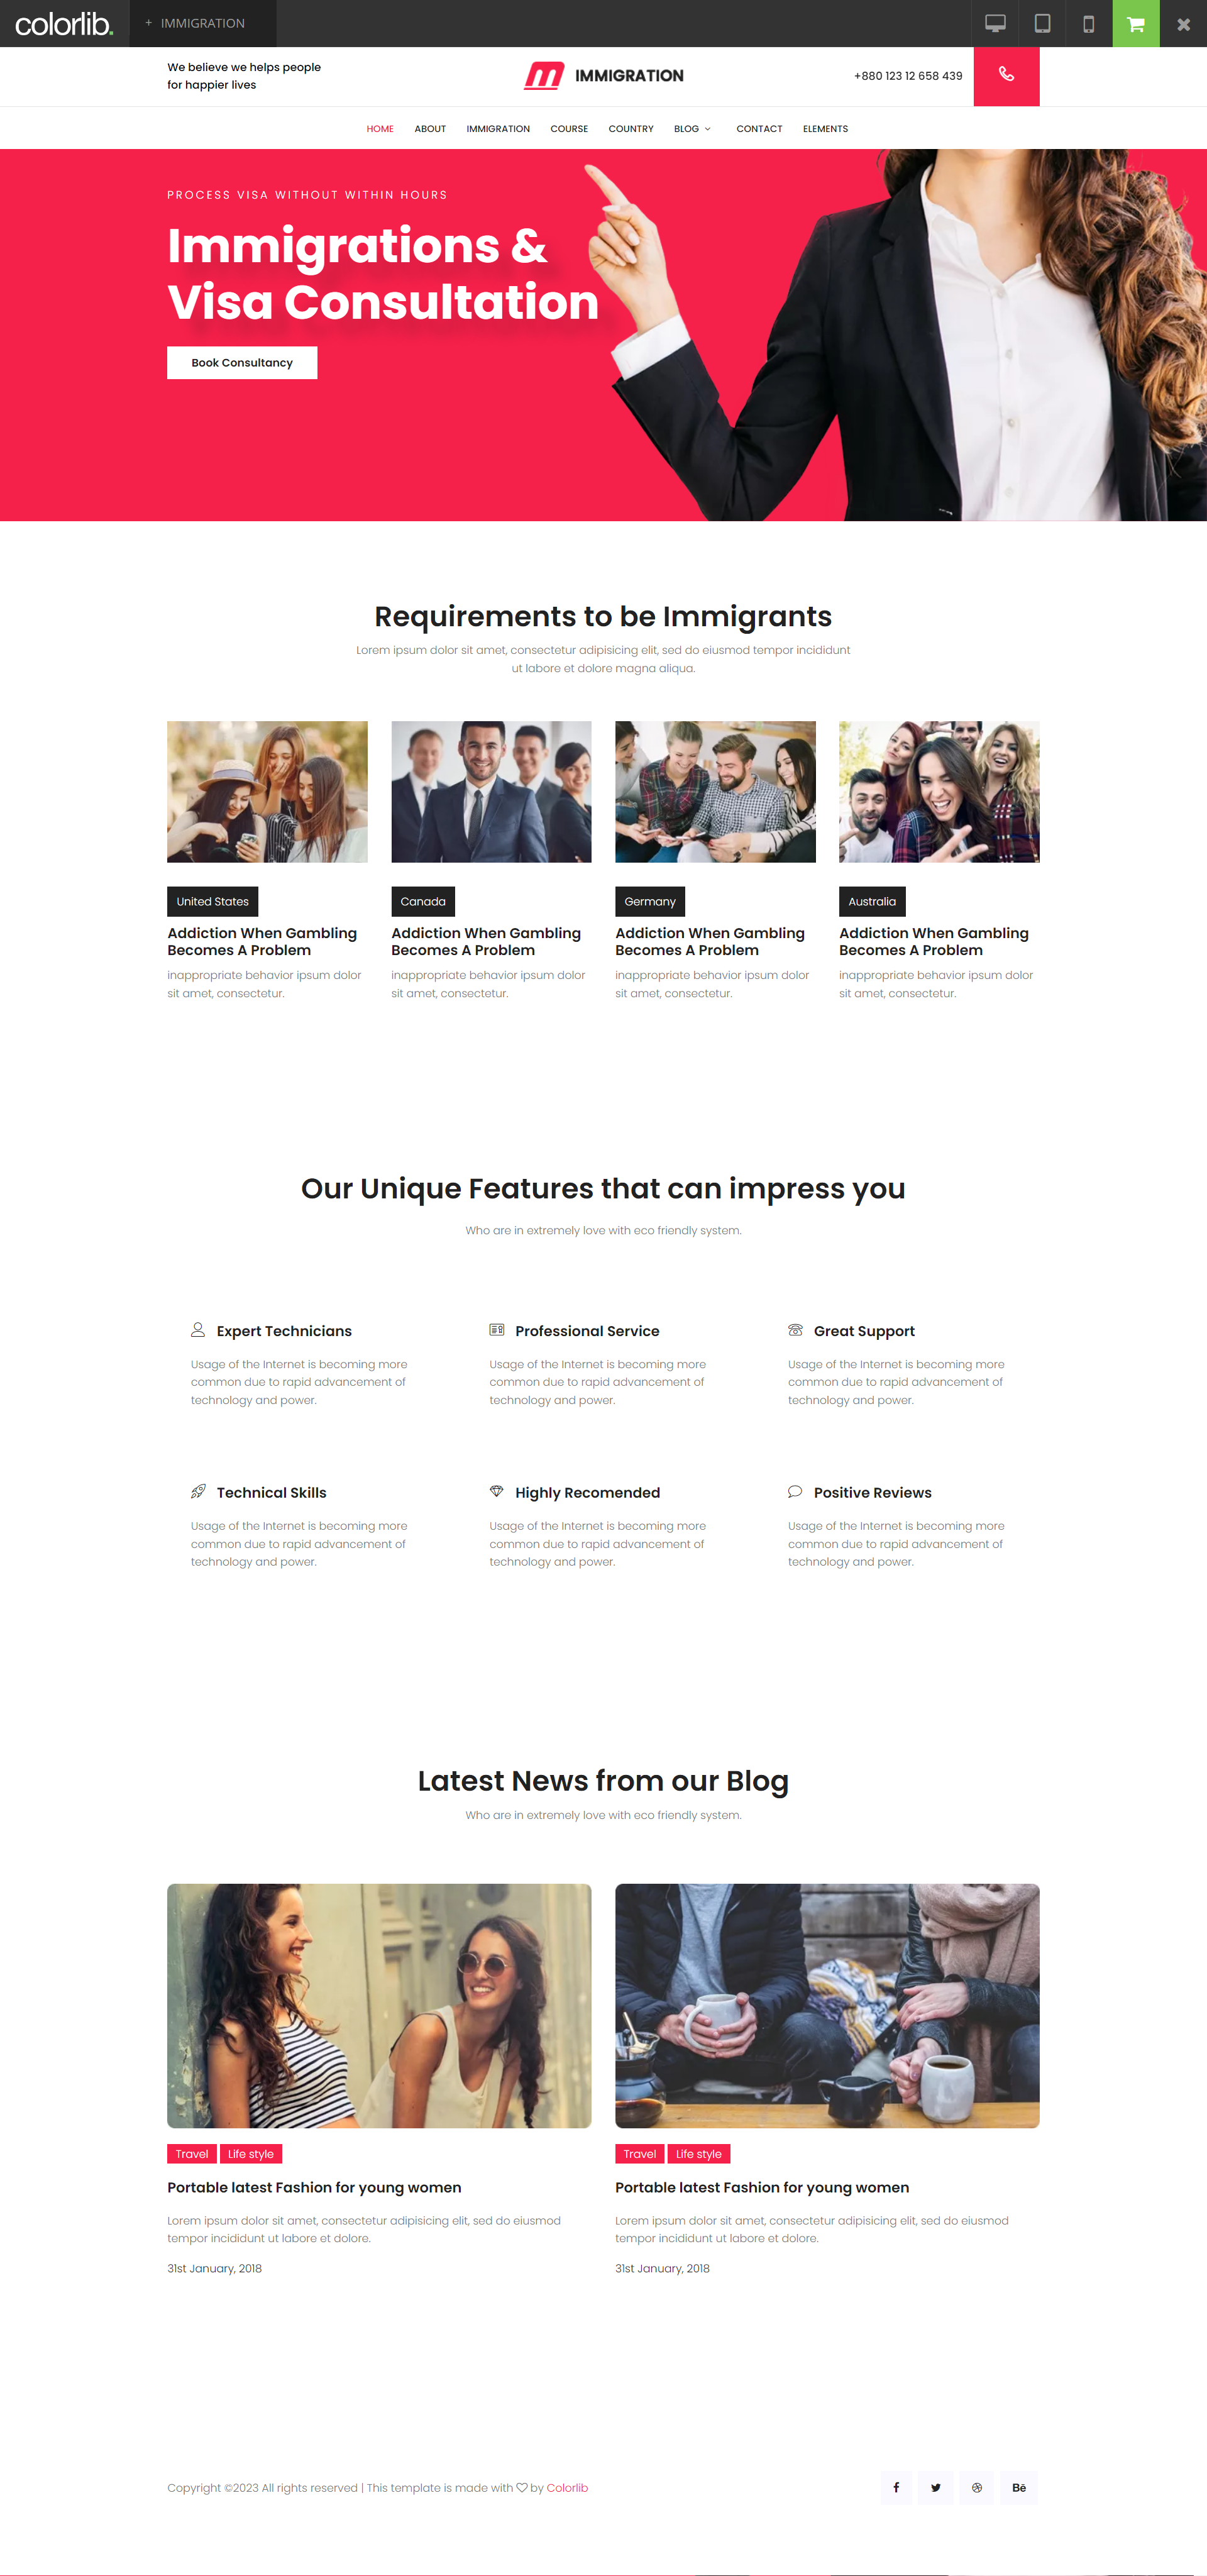 colorlib.
+ IMMIGRATION
We believe we helps people
for happier lives
IMMIGRATION
+880 123 12 658 439
HOME ABOUT IMMIGRATION COURSE COUNTRY BLOG CONTACT ELEMENTS
PROCESS VISA WITHOUT WITHIN HOURS
Immigrations &
Visa Consultation
Book Consultancy
Requirements to be Immigrants
Lorem ipsum dolor sit amet, consectetur adipisicing elit, sed do eiusmod tempor incididunt
ut labore et dolore magna aliqua.
United States
Addiction When Gambling
Becomes A Problem
inappropriate behavior ipsum dolor
sit amet, consectetur.
Canada
Addiction When Gambling
Becomes A Problem
inappropriate behavior ipsum dolor
sit amet, consectetur.
Germany
Addiction When Gambling
Becomes A Problem
inappropriate behavior ipsum dolor
sit amet, consectetur.
Australia
Addiction When Gambling
Becomes A Problem
inappropriate behavior ipsum dolor
sit amet, consectetur.
Our Unique Features that can impress you
Who are in extremely love with eco friendly system.
Expert Technicians
Usage of the Internet is becoming more
common due to rapid advancement of
technology and power.
Professional Service
Usage of the Internet is becoming more
common due to rapid advancement of
technology and power.
Great Support
Usage of the Internet is becoming more
common due to rapid advancement of
technology and power.
Technical Skills
Usage of the Internet is becoming more
common due to rapid advancement of
technology and power.
Highly Recomended
Usage of the Internet is becoming more
common due to rapid advancement of
technology and power.
Positive Reviews
Usage of the Internet is becoming more
common due to rapid advancement of
technology and power.
Latest News from our Blog
Who are in extremely love with eco friendly system.
Travel Life style
Portable latest Fashion for young women
Lorem ipsum dolor sit amet, consectetur adipisicing elit, sed do eiusmod
tempor incididunt ut labore et dolore.
31st January, 2018
Travel Life style
Portable latest Fashion for young women
Lorem ipsum dolor sit amet, consectetur adipisicing elit, sed do eiusmod
tempor incididunt ut labore et dolore.
31st January, 2018
Copyright ©2023 All rights reserved | This template is made with ♡ by Colorlib